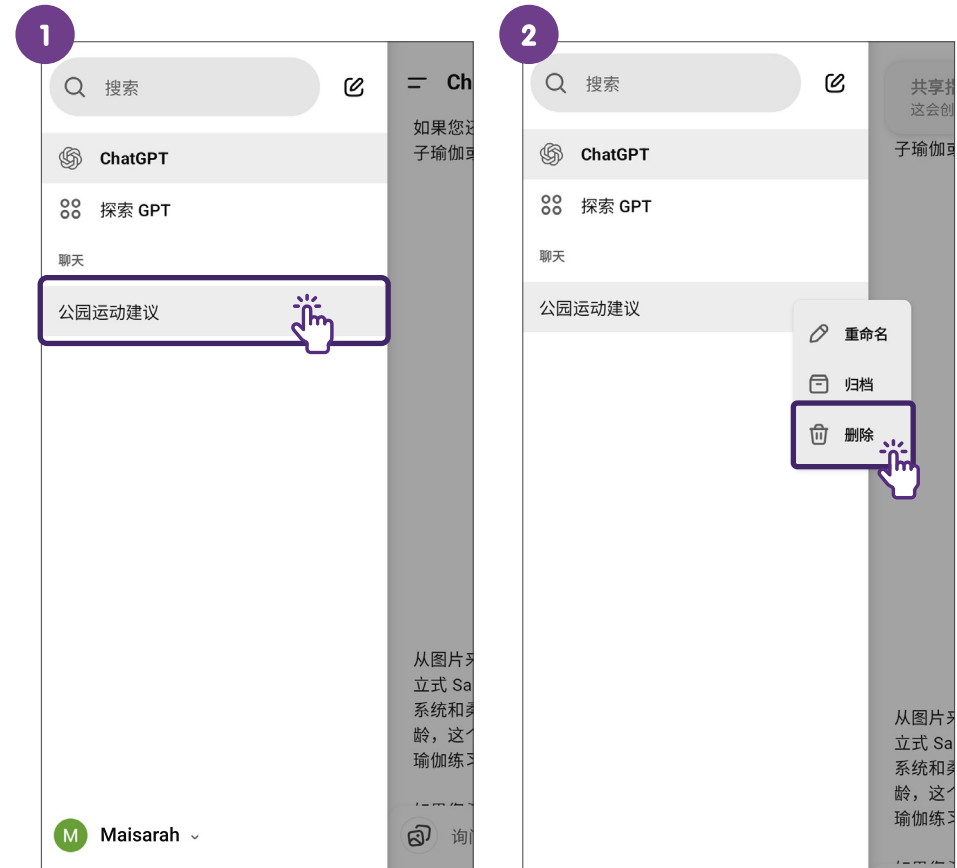 1
搜索
ChatGPT
探索 GPT
聊天
公园运动建议
Maisarah
M
Ch
如果您
子瑜伽
从图片
立式 Sa
系统和
龄，这
瑜伽练
询
2
搜索
ChatGPT
探索 GPT
聊天
公园运动建议
重命名
归档
删除
共享
这会创
子瑜伽
从图片
立式 Sa
系统和
龄，这
瑜伽练